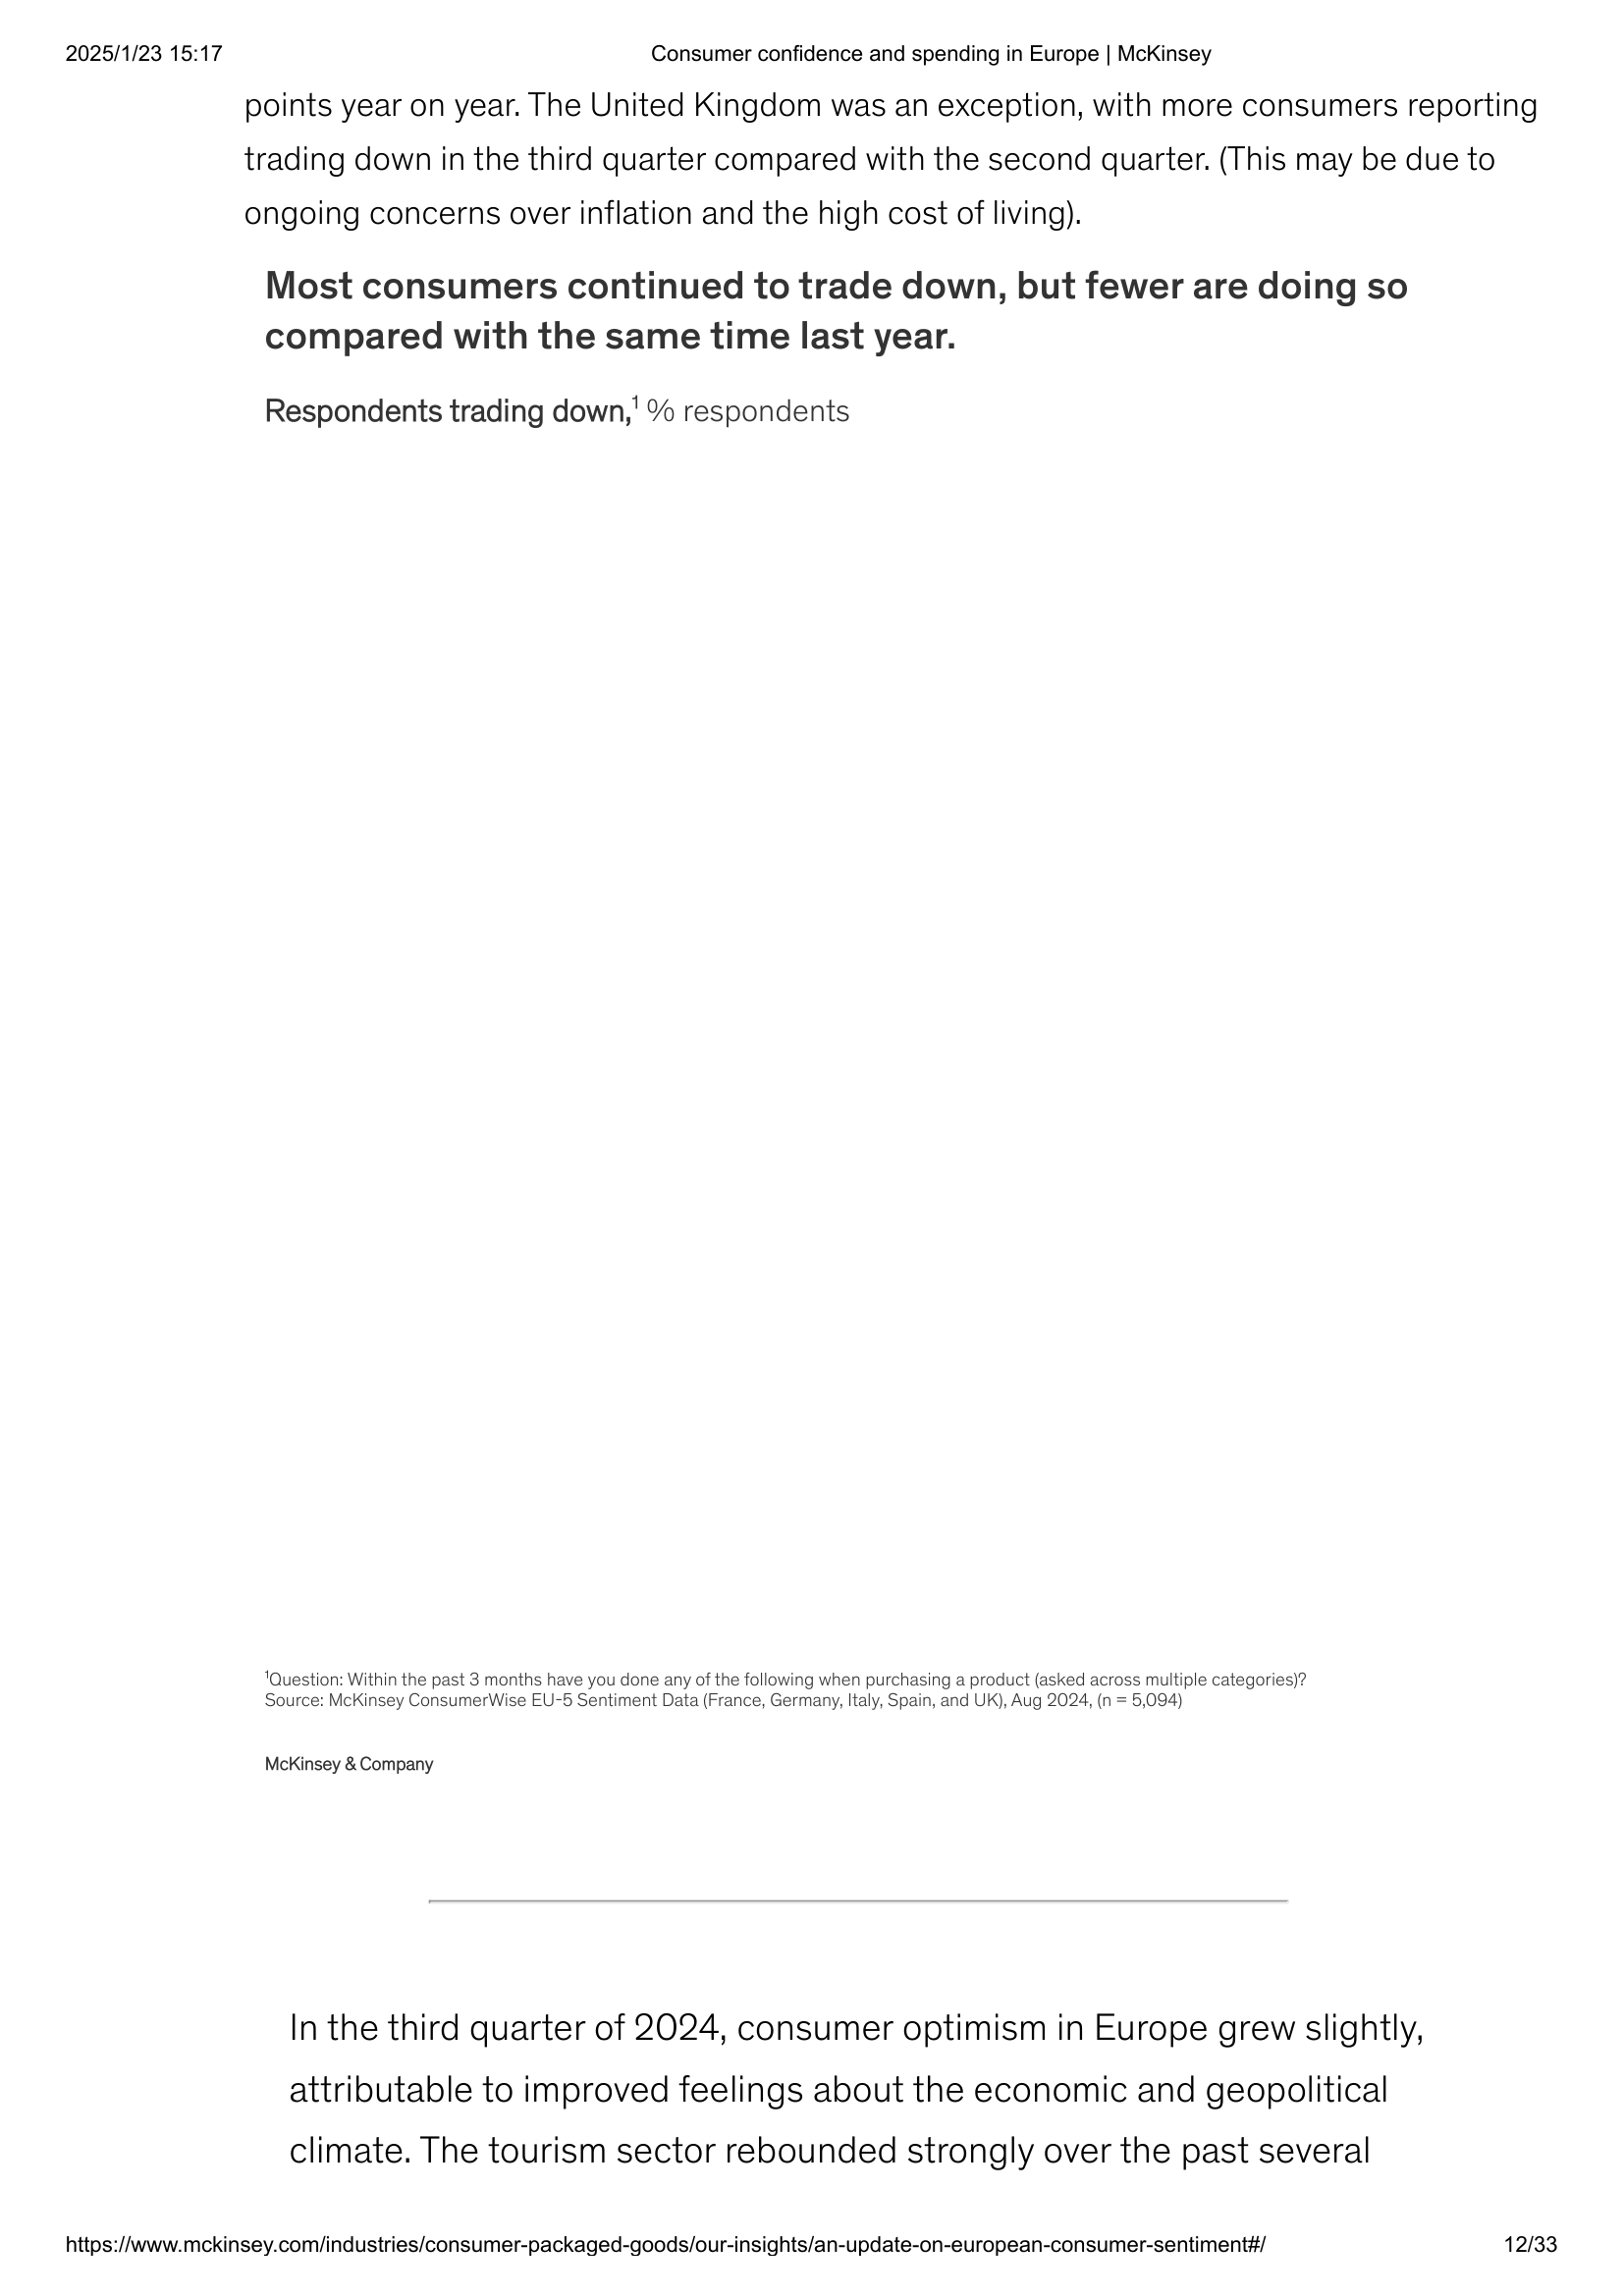 2025/1/23 15:17
Consumer confidence and spending in Europe | McKinsey
points year on year. The United Kingdom was an exception, with more consumers reporting
trading down in the third quarter compared with the second quarter. (This may be due to
ongoing concerns over inflation and the high cost of living).
Most consumers continued to trade down, but fewer are doing so
compared with the same time last year.
Respondents trading down,¹ % respondents
¹Question: Within the past 3 months have you done any of the following when purchasing a product (asked across multiple categories)?
Source: McKinsey ConsumerWise EU-5 Sentiment Data (France, Germany, Italy, Spain, and UK), Aug 2024, (n = 5,094)
McKinsey & Company
In the third quarter of 2024, consumer optimism in Europe grew slightly,
attributable to improved feelings about the economic and geopolitical
climate. The tourism sector rebounded strongly over the past several
https://www.mckinsey.com/industries/consumer-packaged-goods/our-insights/an-update-on-european-consumer-sentiment#/
12/33